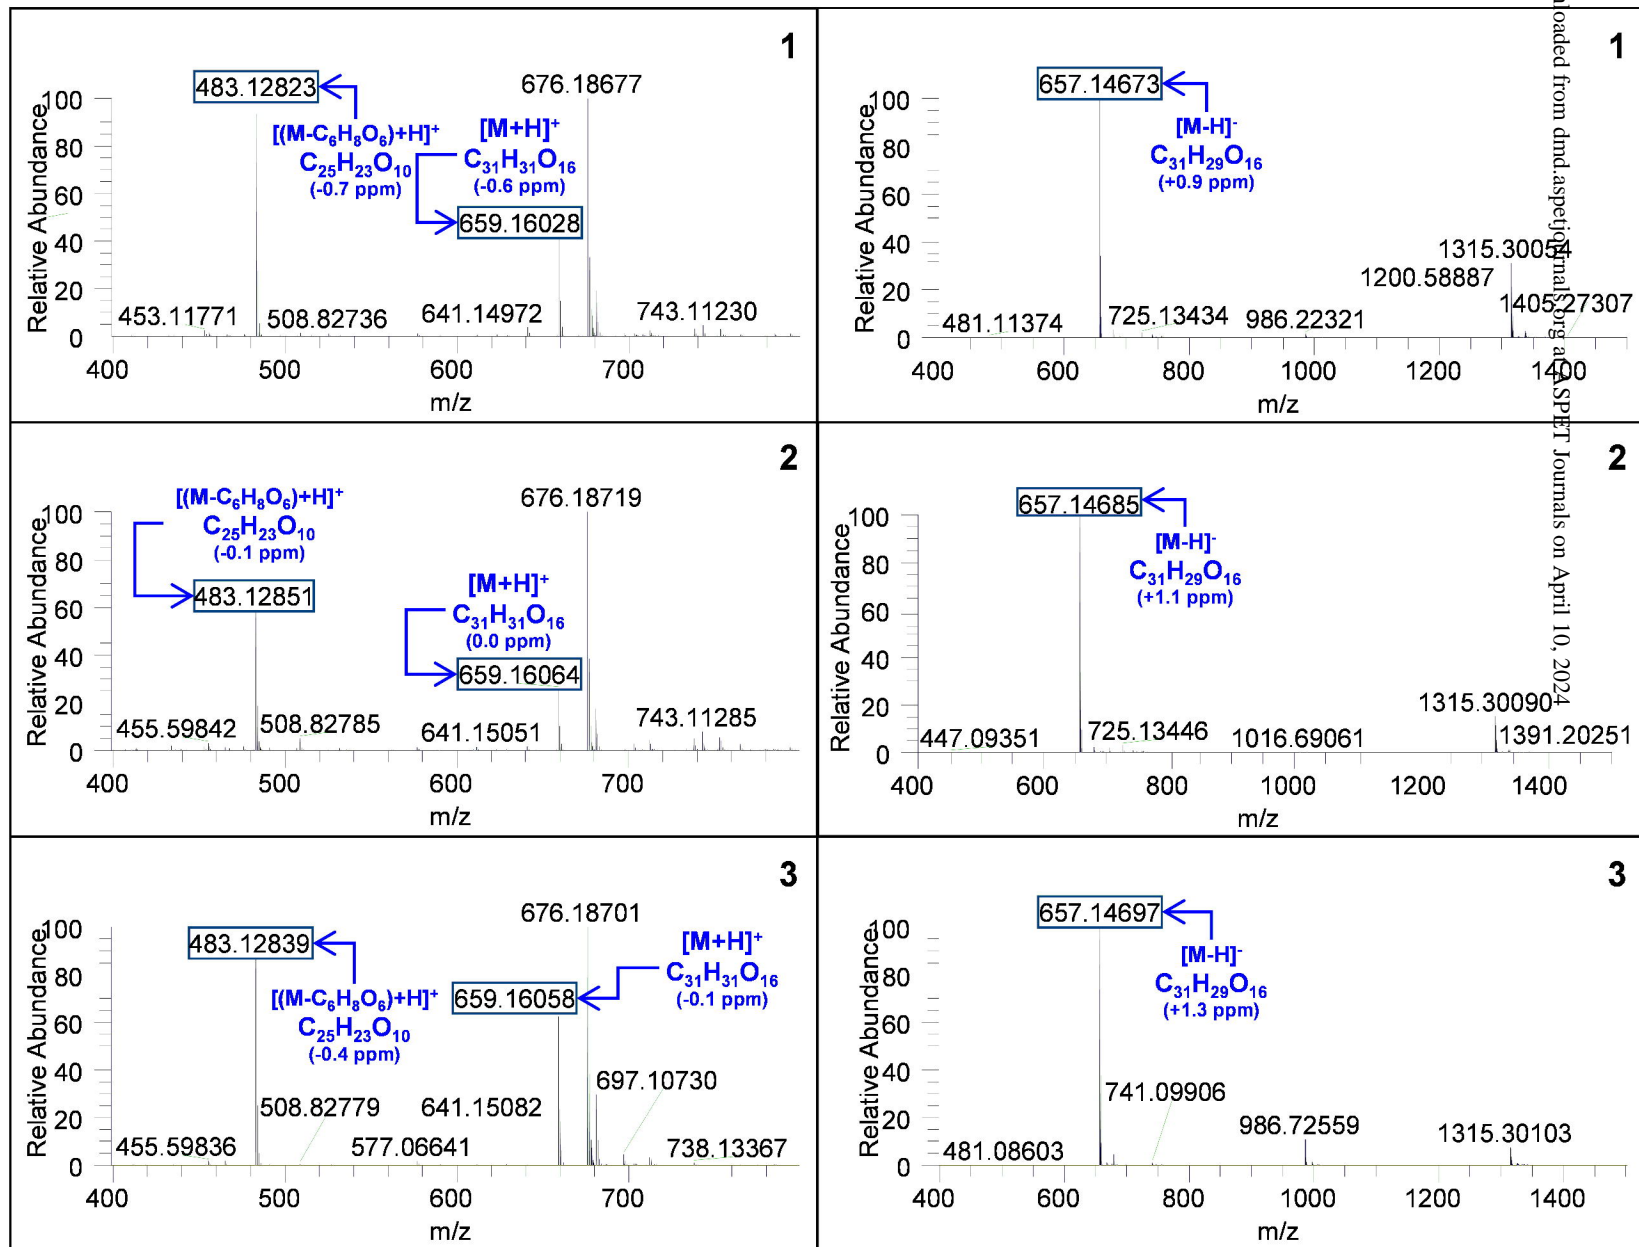 1
483.12823
676.18677
[(M-C₆H₈O₆)+H]⁺
C₂₅H₂₃O₁₀
(-0.7 ppm)
[M+H]⁺
C₃₁H₃₁O₁₆
(-0.6 ppm)
659.16028
453.11771
508.82736
641.14972
743.11230
Relative Abundance
100
80
60
40
20
0
400 500 600 700
m/z
1
657.14673
[M-H]⁻
C₃₁H₂₉O₁₆
(+0.9 ppm)
1315.30054
1200.58887
1405.27307
481.11374
725.13434
986.22321
Relative Abundance
100
80
60
40
20
0
400 600 800 1000 1200 1400
m/z
2
[(M-C₆H₈O₆)+H]⁺
C₂₅H₂₃O₁₀
(-0.1 ppm)
483.12851
676.18719
[M+H]⁺
C₃₁H₃₁O₁₆
(0.0 ppm)
659.16064
455.59842
508.82785
641.15051
743.11285
Relative Abundance
100
80
60
40
20
0
400 500 600 700
m/z
2
657.14685
[M-H]⁻
C₃₁H₂₉O₁₆
(+1.1 ppm)
1315.30090
1391.20251
447.09351
725.13446
1016.69061
Relative Abundance
100
80
60
40
20
0
400 600 800 1000 1200 1400
m/z
3
483.12839
676.18701
[(M-C₆H₈O₆)+H]⁺
C₂₅H₂₃O₁₀
(-0.4 ppm)
[M+H]⁺
C₃₁H₃₁O₁₆
(-0.1 ppm)
659.16058
697.10730
508.82779
641.15082
455.59836
577.06641
738.13367
Relative Abundance
100
80
60
40
20
0
400 500 600 700
m/z
3
657.14697
[M-H]⁻
C₃₁H₂₉O₁₆
(+1.3 ppm)
741.09906
986.72559
1315.30103
481.08603
Relative Abundance
100
80
60
40
20
0
400 600 800 1000 1200 1400
m/z
nloaded from dmd.aspetjournals.org at ASPET Journals on April 10, 2024